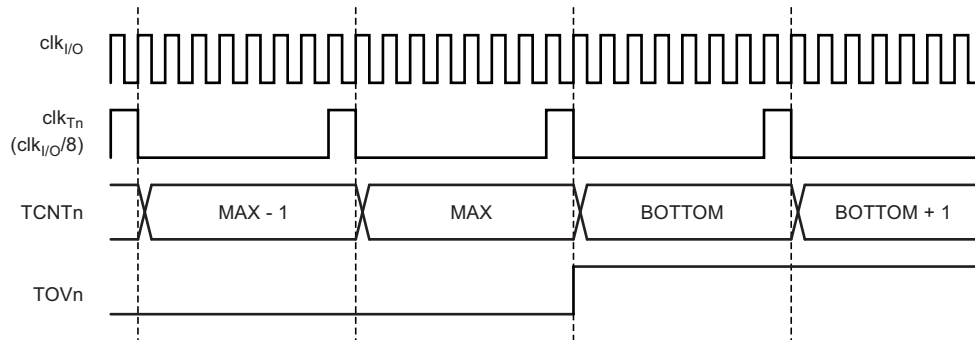 clkI/O
clkTn
(clkI/O/8)
TCNTn
MAX - 1
MAX
BOTTOM
BOTTOM + 1
TOVn